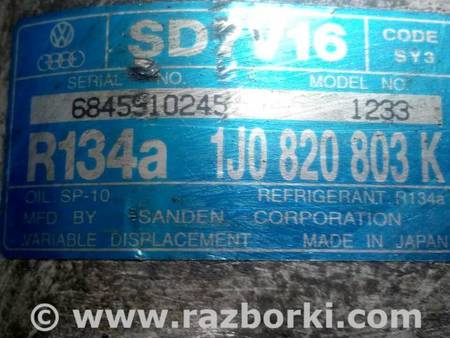 SD7V16
CODE
SY3
SERIAL NO.
MODEL NO.
6845910245
1233
R134a
1J0 820 803 K
OIL SP-10
REFRIGERANT R134a
MFD BY SANDEN CORPORATION
VARIABLE DISPLACEMENT
MADE IN JAPAN
© www.razborki.com